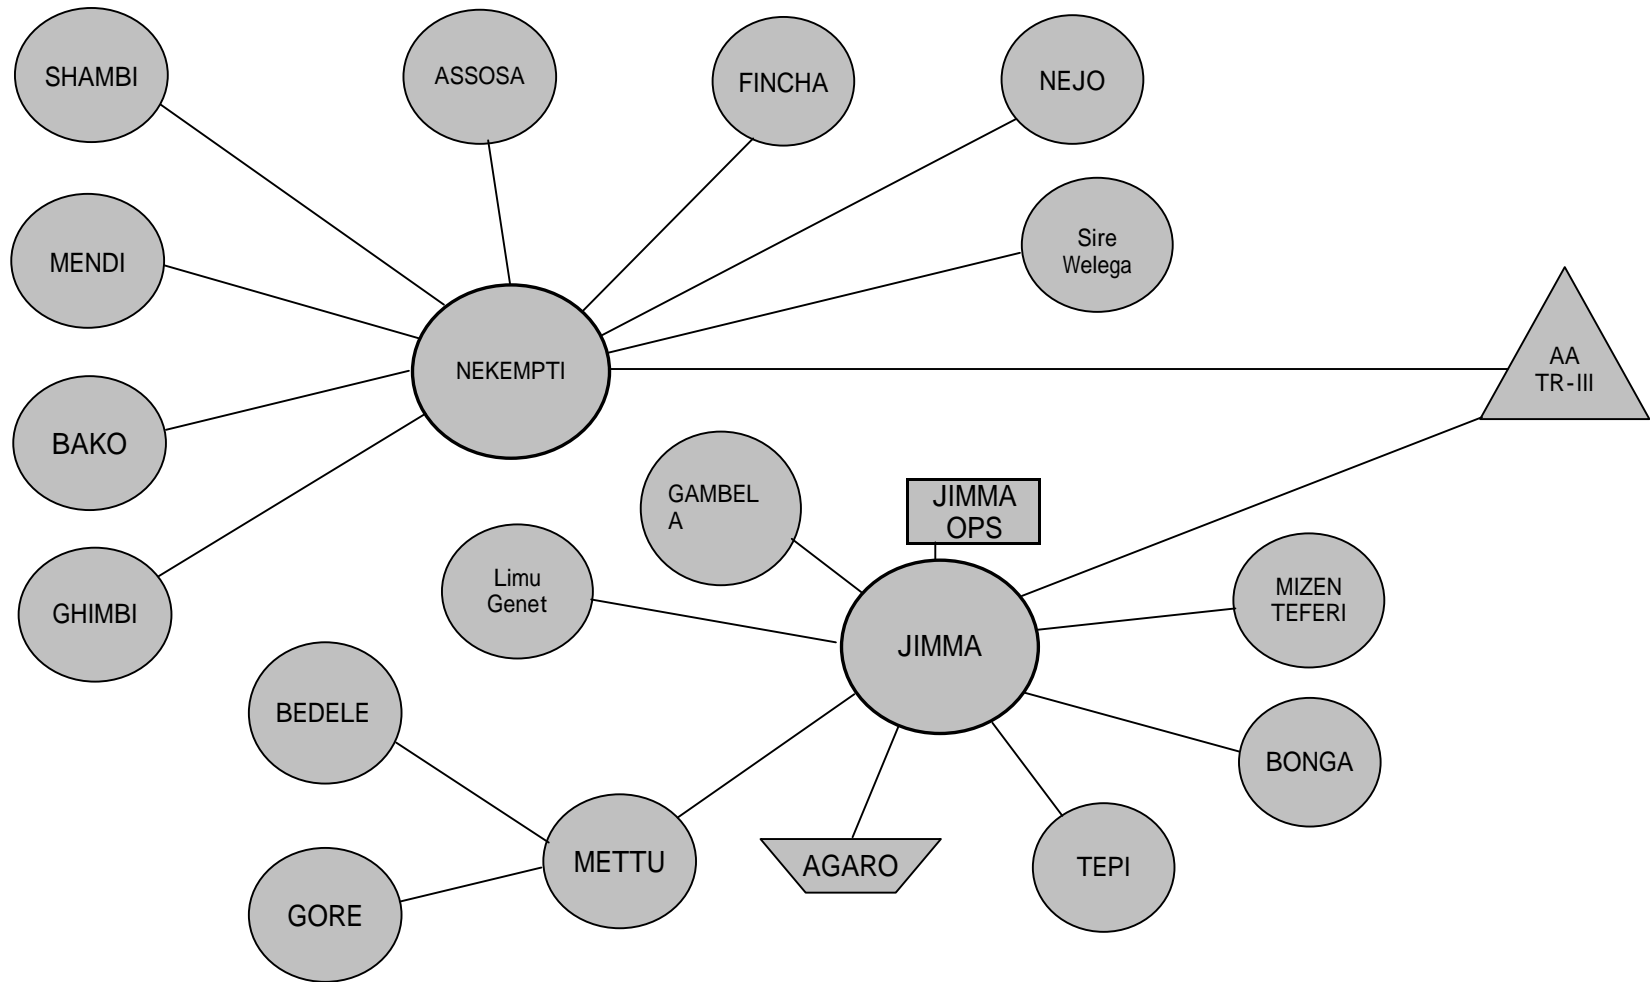 SHAMBI
ASSOSA
FINCHA
NEJO
Sire
Welega
MENDI
NEKEMPTI
AA
TR-III
BAKO
GAMBEL
A
JIMMA
OPS
Limu
Genet
MIZEN
TEFERI
GHIMBI
JIMMA
BEDELE
BONGA
METTU
AGARO
TEPI
GORE